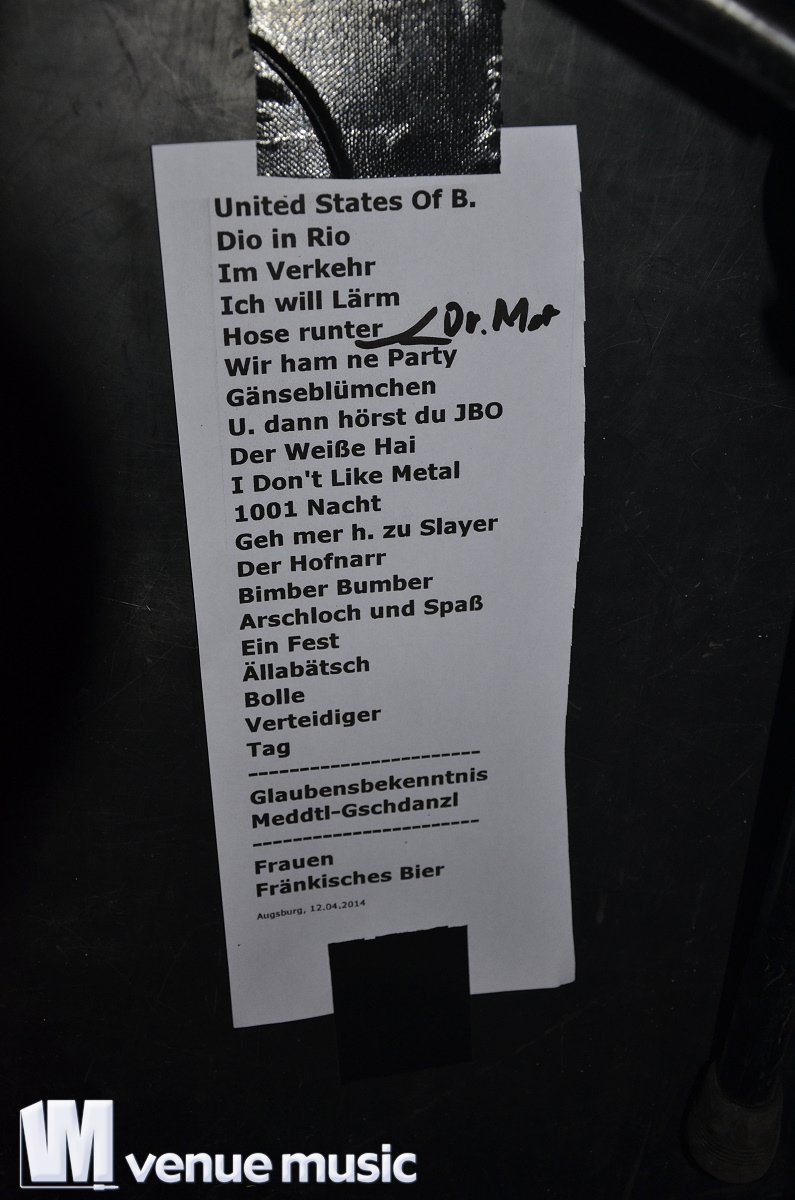 United States Of B.
Dio in Rio
Im Verkehr
Ich will Lärm
Hose runter Dr. Met
Wir ham ne Party
Gänseblümchen
U. dann hörst du JBO
Der Weiße Hai
I Don't Like Metal
1001 Nacht
Geh mer h. zu Slayer
Der Hofnarr
Bimber Bumber
Arschloch und Spaß
Ein Fest
Ällabätsch
Bolle
Verteidiger
Tag
-----------------------
Glaubensbekenntnis
Meddtl-Gschdanzl
-----------------------
Frauen
Fränkisches Bier
Augsburg, 12.04.2014
VM venue music